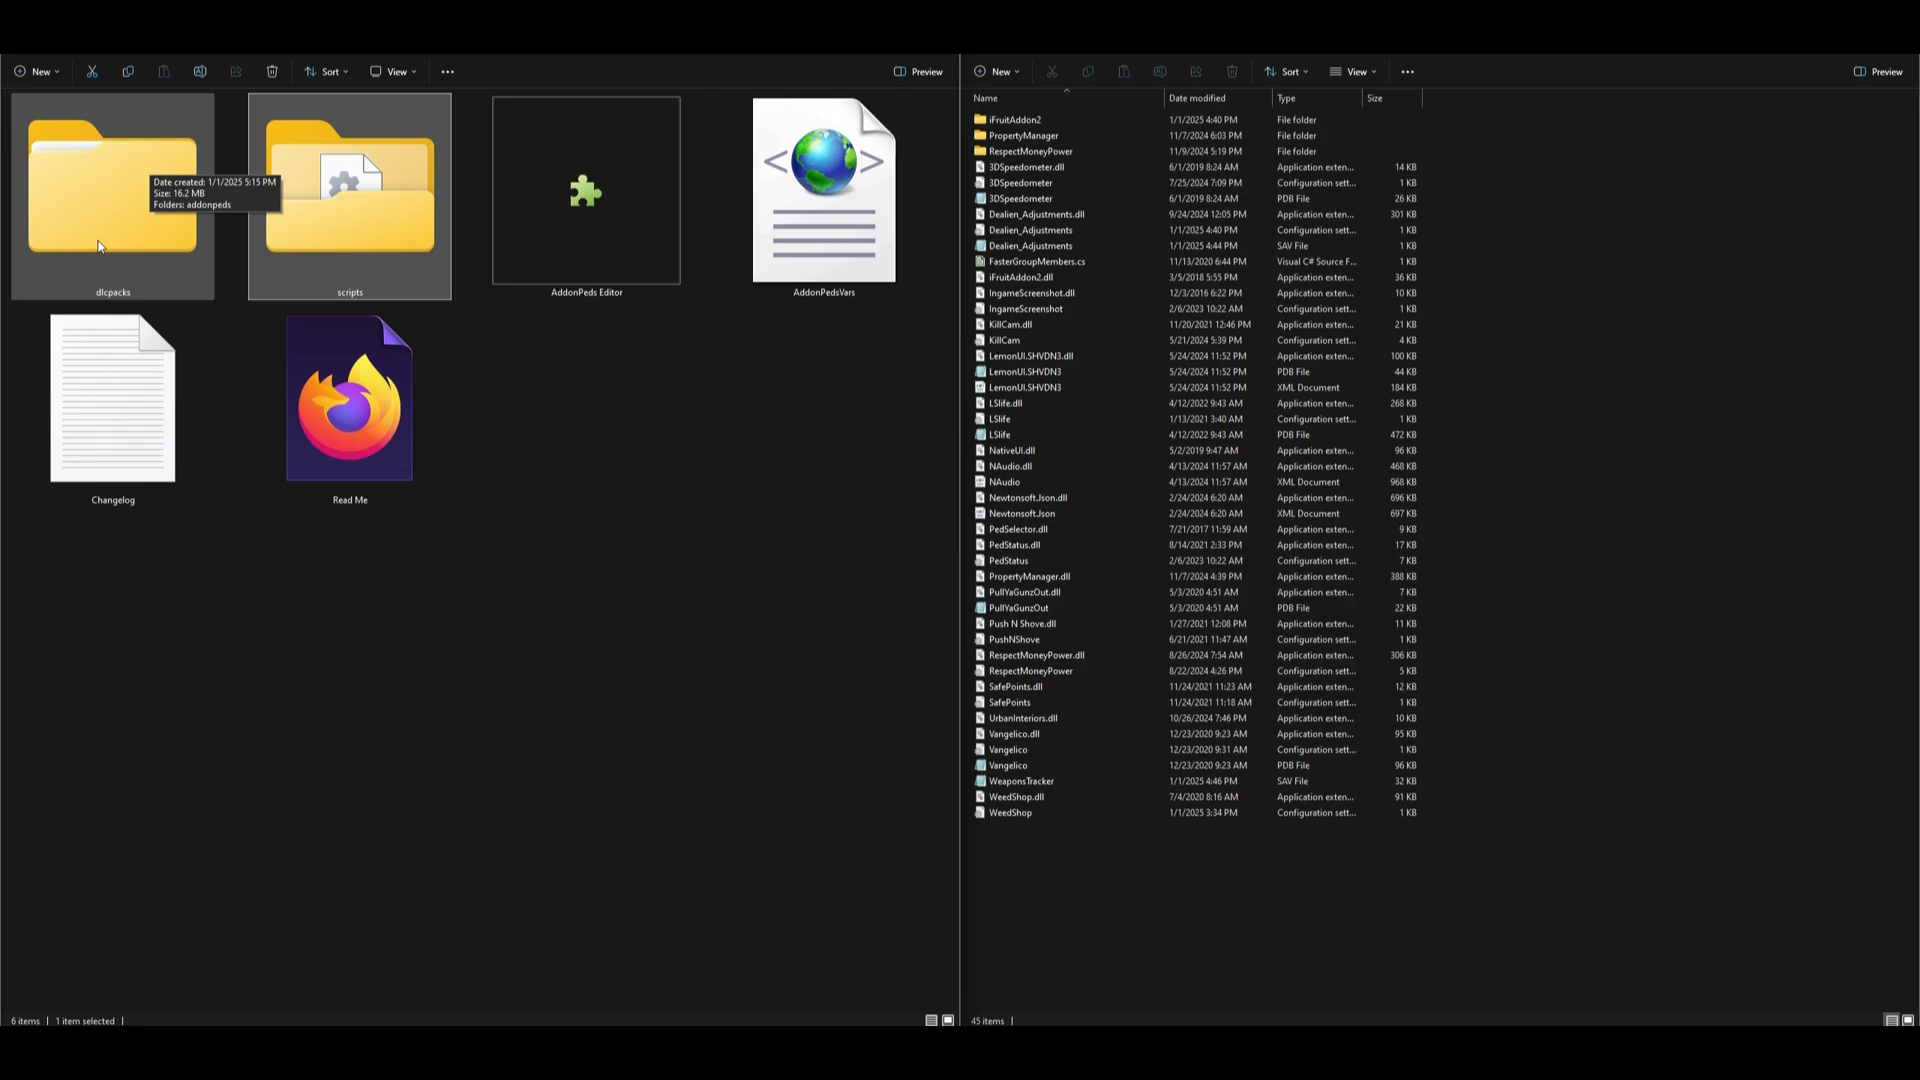 New Sort View Preview
dlcpacks scripts AddonPeds Editor AddonPedsVars
Date created: 1/1/2025 5:15 PM
Size: 16.2 MB
Folders: addonpeds
Changelog Read Me
6 items 1 item selected
New Sort View Preview
Name Date modified Type Size
iFruitAddon2 1/1/2025 4:40 PM File folder
PropertyManager 11/7/2024 6:03 PM File folder
RespectMoneyPower 11/9/2024 5:19 PM File folder
3DSpeedometer.dll 6/1/2019 8:24 AM Application exten... 14 KB
3DSpeedometer 7/25/2024 7:09 PM Configuration sett... 1 KB
3DSpeedometer 6/1/2019 8:24 AM PDB File 26 KB
Dealien_Adjustments.dll 9/24/2024 12:05 PM Application exten... 301 KB
Dealien_Adjustments 1/1/2025 4:40 PM Configuration sett... 1 KB
Dealien_Adjustments 1/1/2025 4:44 PM SAV File 1 KB
FasterGroupMembers.cs 11/13/2020 6:44 PM Visual C# Source F... 1 KB
iFruitAddon2.dll 3/5/2018 5:55 PM Application exten... 36 KB
IngameScreenshot.dll 12/3/2016 6:22 PM Application exten... 10 KB
IngameScreenshot 2/6/2023 10:22 AM Configuration sett... 1 KB
KillCam.dll 11/20/2021 12:46 PM Application exten... 21 KB
KillCam 5/21/2024 5:39 PM Configuration sett... 4 KB
LemonUI.SHVDN3.dll 5/24/2024 11:52 PM Application exten... 100 KB
LemonUI.SHVDN3 5/24/2024 11:52 PM PDB File 44 KB
LemonUI.SHVDN3 5/24/2024 11:52 PM XML Document 184 KB
LSlife.dll 4/12/2022 9:43 AM Application exten... 268 KB
LSlife 1/13/2021 3:40 AM Configuration sett... 1 KB
LSlife 4/12/2022 9:43 AM PDB File 472 KB
NativeUI.dll 5/2/2019 9:47 AM Application exten... 96 KB
NAudio.dll 4/13/2024 11:57 AM Application exten... 468 KB
NAudio 4/13/2024 11:57 AM XML Document 968 KB
Newtonsoft.Json.dll 2/24/2024 6:20 AM Application exten... 696 KB
Newtonsoft.Json 2/24/2024 6:20 AM XML Document 697 KB
PedSelector.dll 7/21/2017 11:59 AM Application exten... 9 KB
PedStatus.dll 8/14/2021 2:33 PM Application exten... 17 KB
PedStatus 2/6/2023 10:22 AM Configuration sett... 7 KB
PropertyManager.dll 11/7/2024 4:39 PM Application exten... 388 KB
PullYaGunzOut.dll 5/3/2020 4:51 AM Application exten... 7 KB
PullYaGunzOut 5/3/2020 4:51 AM PDB File 22 KB
Push N Shove.dll 1/27/2021 12:08 PM Application exten... 11 KB
PushNShove 6/21/2021 11:47 AM Configuration sett... 1 KB
RespectMoneyPower.dll 8/26/2024 7:54 AM Application exten... 306 KB
RespectMoneyPower 8/22/2024 4:26 PM Configuration sett... 5 KB
SafePoints.dll 11/24/2021 11:23 AM Application exten... 12 KB
SafePoints 11/24/2021 11:18 AM Configuration sett... 1 KB
UrbanInteriors.dll 10/26/2024 7:46 PM Application exten... 10 KB
Vangelico.dll 12/23/2020 9:23 AM Application exten... 95 KB
Vangelico 12/23/2020 9:31 AM Configuration sett... 1 KB
Vangelico 12/23/2020 9:23 AM PDB File 96 KB
WeaponsTracker 1/1/2025 4:46 PM SAV File 32 KB
WeedShop.dll 7/4/2020 8:16 AM Application exten... 91 KB
WeedShop 1/1/2025 3:34 PM Configuration sett... 1 KB
45 items